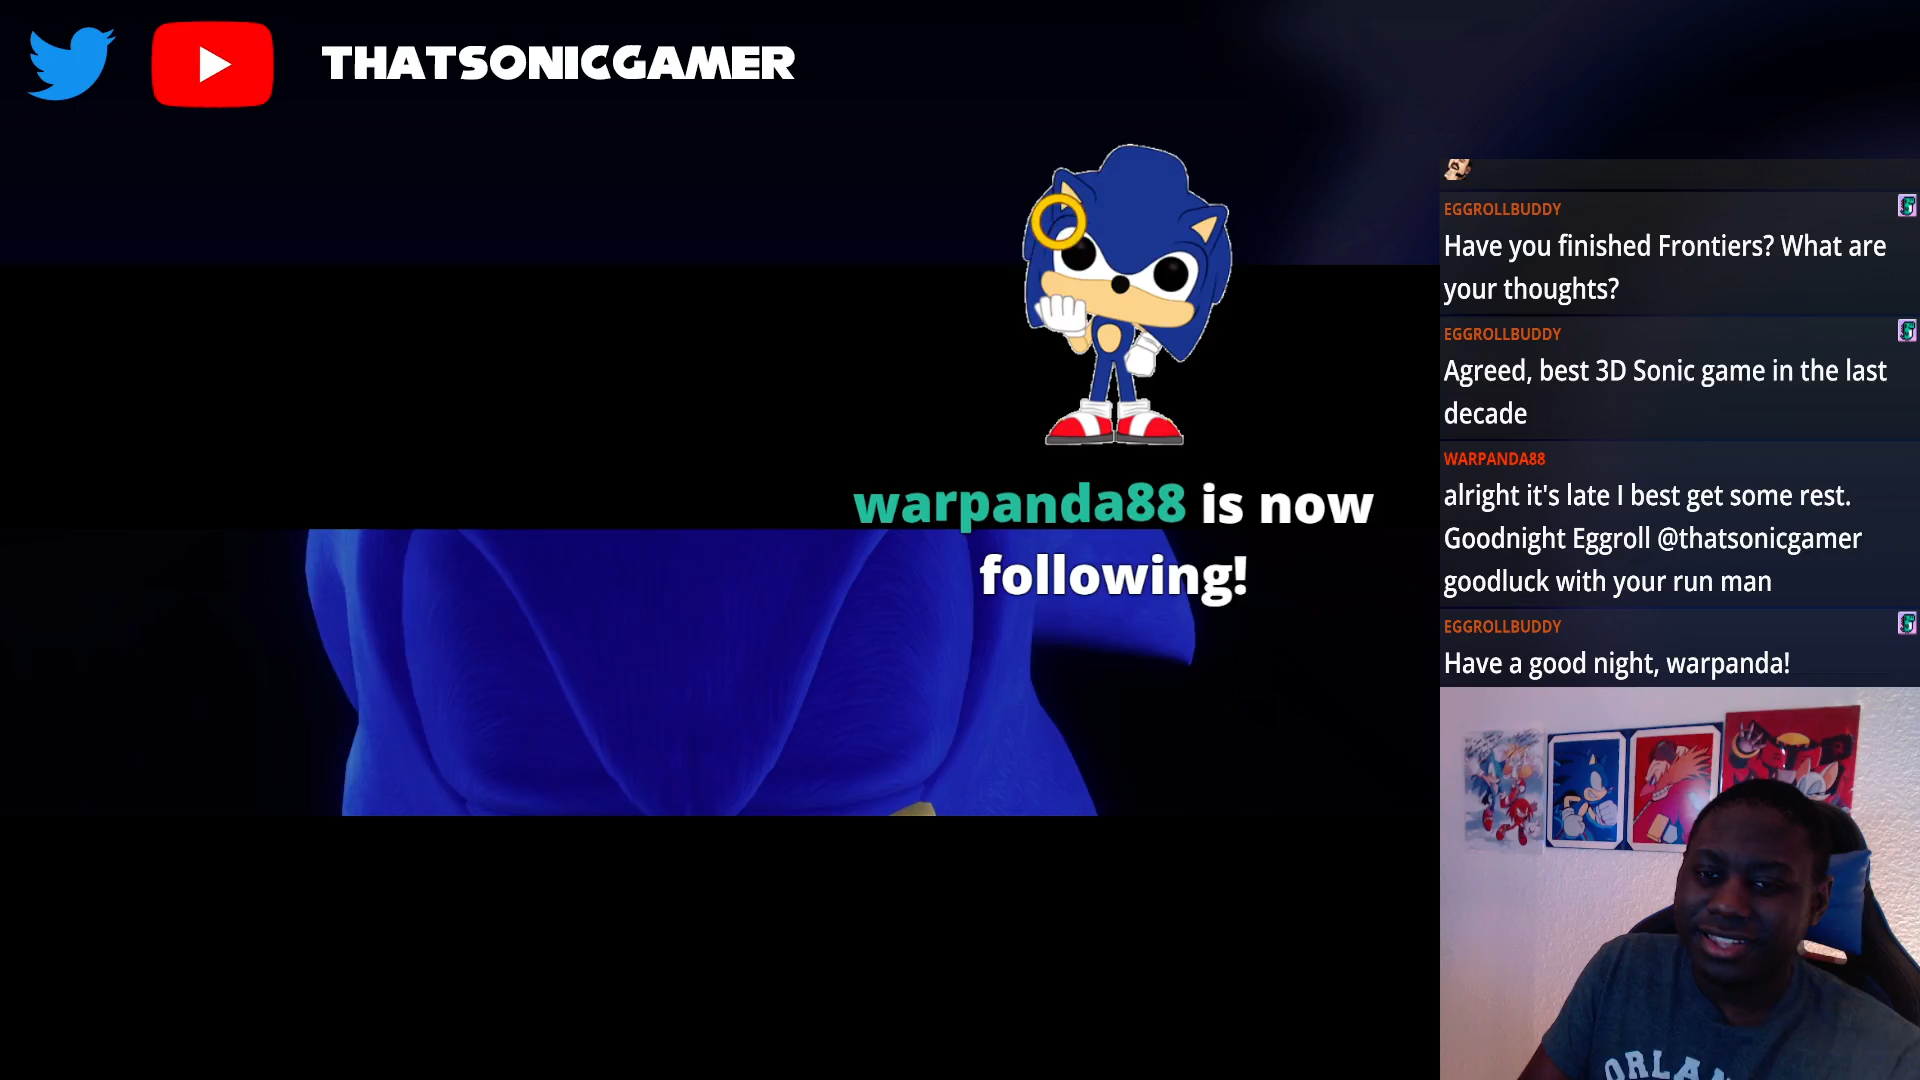 THATSONICGAMER
warpanda88 is now
following!
EGGROLLBUDDY
Have you finished Frontiers? What are
your thoughts?
EGGROLLBUDDY
Agreed, best 3D Sonic game in the last
decade
WARPANDA88
alright it's late I best get some rest.
Goodnight Eggroll @thatsonicgamer
goodluck with your run man
EGGROLLBUDDY
Have a good night, warpanda!